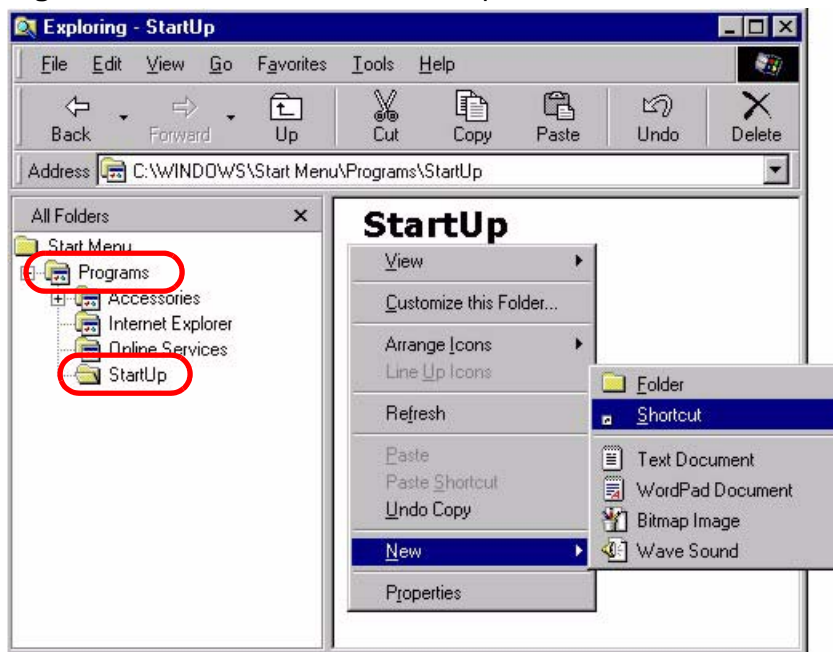 Exploring - StartUp
File Edit View Go Favorites Tools Help
Back Forward Up Cut Copy Paste Undo Delete
Address C:\WINDOWS\Start Menu\Programs\StartUp
All Folders
Start Menu
Programs
Accessories
Internet Explorer
Online Services
StartUp
StartUp
View
Customize this Folder...
Arrange Icons
Line Up Icons
Refresh
Paste
Paste Shortcut
Undo Copy
New
Properties
Folder
Shortcut
Text Document
WordPad Document
Bitmap Image
Wave Sound